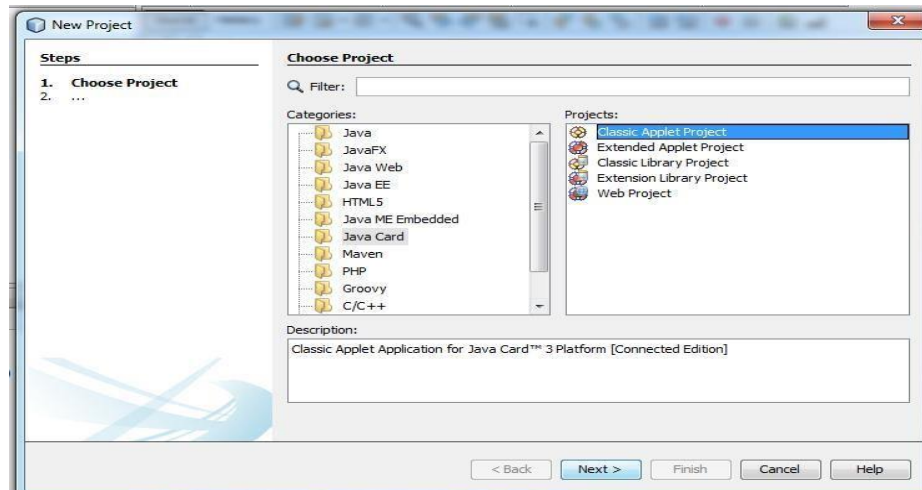 New Project
Steps
1. Choose Project
2. ...
Choose Project
Filter:
Categories:
Java
JavaFX
Java Web
Java EE
HTML5
Java ME Embedded
Java Card
Maven
PHP
Groovy
C/C++
Projects:
Classic Applet Project
Extended Applet Project
Classic Library Project
Extension Library Project
Web Project
Description:
Classic Applet Application for Java Card™ 3 Platform [Connected Edition]
< Back Next > Finish Cancel Help